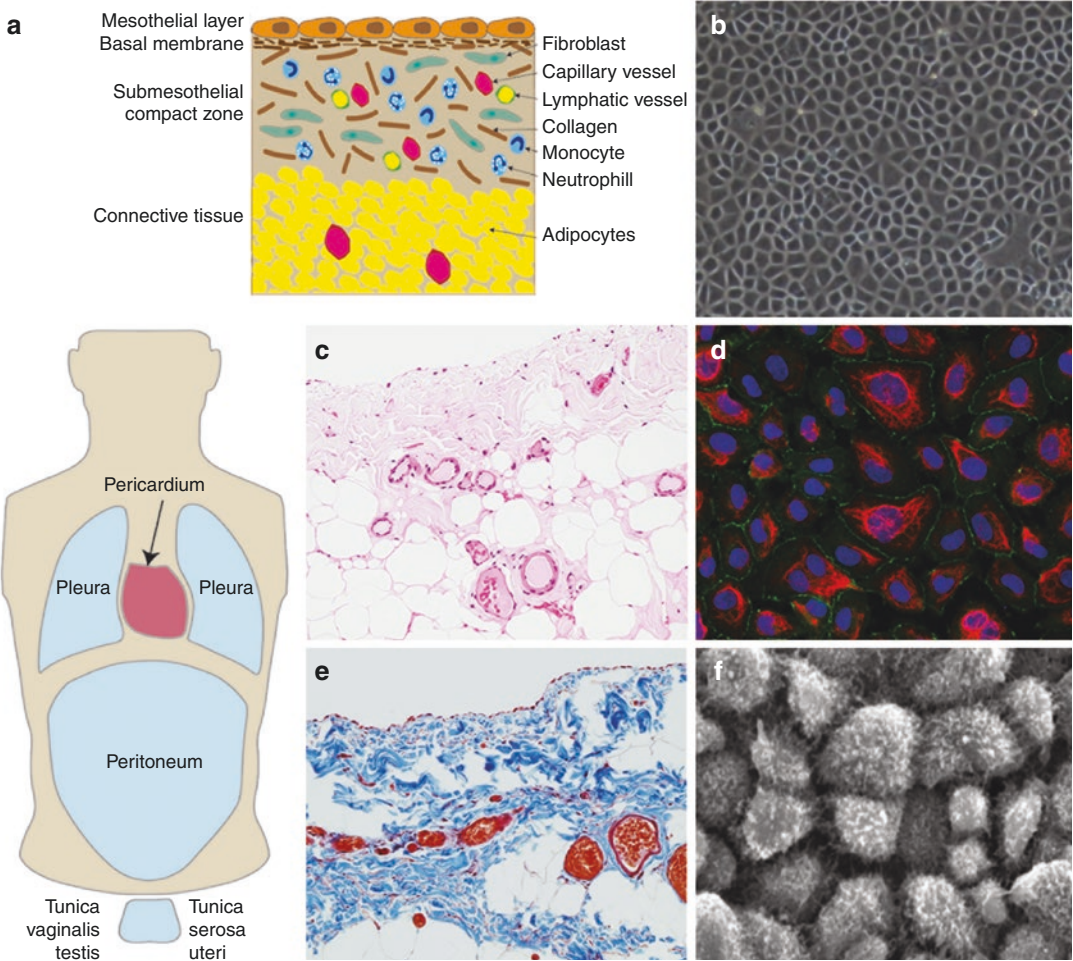 a
Mesothelial layer
Basal membrane
Submesothelial
compact zone
Connective tissue
Fibroblast
Capillary vessel
Lymphatic vessel
Collagen
Monocyte
Neutrophill
Adipocytes
b
Pericardium
Pleura
Pleura
Peritoneum
Tunica
vaginalis
testis
Tunica
serosa
uteri
c
d
e
f